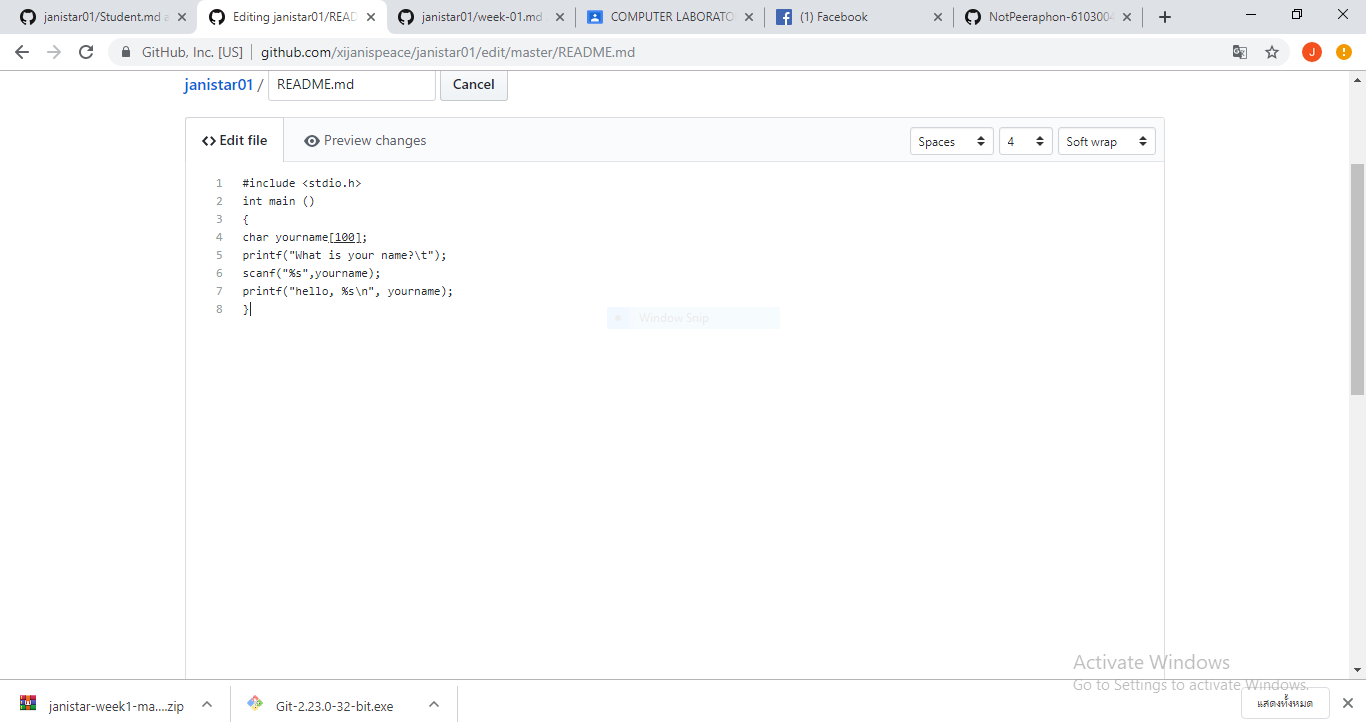 janistar01/Student.md a
Editing janistar01/READ
janistar01/week-01.md
COMPUTER LABORATO
(1) Facebook
NotPeeraphon-6103004
GitHub, Inc. [US]
github.com/xijanispeace/janistar01/edit/master/README.md
J
janistar01 / README.md Cancel
<> Edit file
Preview changes
Spaces
4
Soft wrap
1 #include <stdio.h>
2 int main ()
3 {
4 char yourname[100];
5 printf("What is your name?\t");
6 scanf("%s",yourname);
7 printf("hello, %s\n", yourname);
8 }
Window Snip
Activate Windows
Go to Settings to activate Windows.
janistar-week1-ma....zip
Git-2.23.0-32-bit.exe
แสดงทั้งหมด